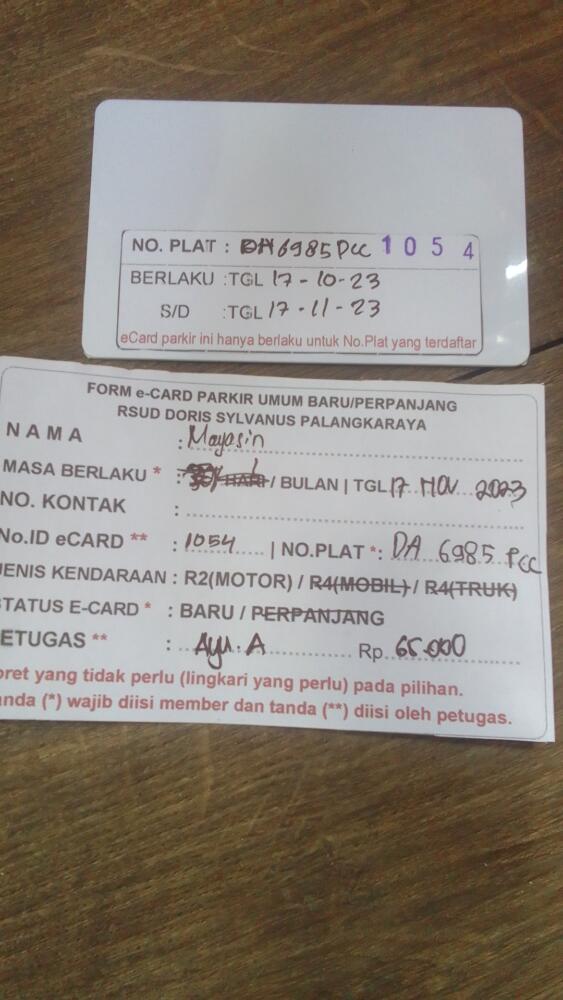 NO. PLAT : DA 6985 PCC 1054
BERLAKU :TGL 17-10-23
S/D :TGL 17-11-23
eCard parkir ini hanya berlaku untuk No.Plat yang terdaftar
FORM e-CARD PARKIR UMUM BARU/PERPANJANG
RSUD DORIS SYLVANUS PALANGKARAYA
NAMA : Mayasin
MASA BERLAKU * : / BULAN | TGL 17 NOV 2023
NO. KONTAK :
No.ID eCARD ** : 1054 | NO.PLAT *: DA 6985 PCC
JENIS KENDARAAN : R2(MOTOR) / R4(MOBIL) / R4(TRUK)
STATUS E-CARD * : BARU / PERPANJANG
ETUGAS ** : Ayu.A Rp. 65.000
oret yang tidak perlu (lingkari yang perlu) pada pilihan.
anda (*) wajib diisi member dan tanda (**) diisi oleh petugas.